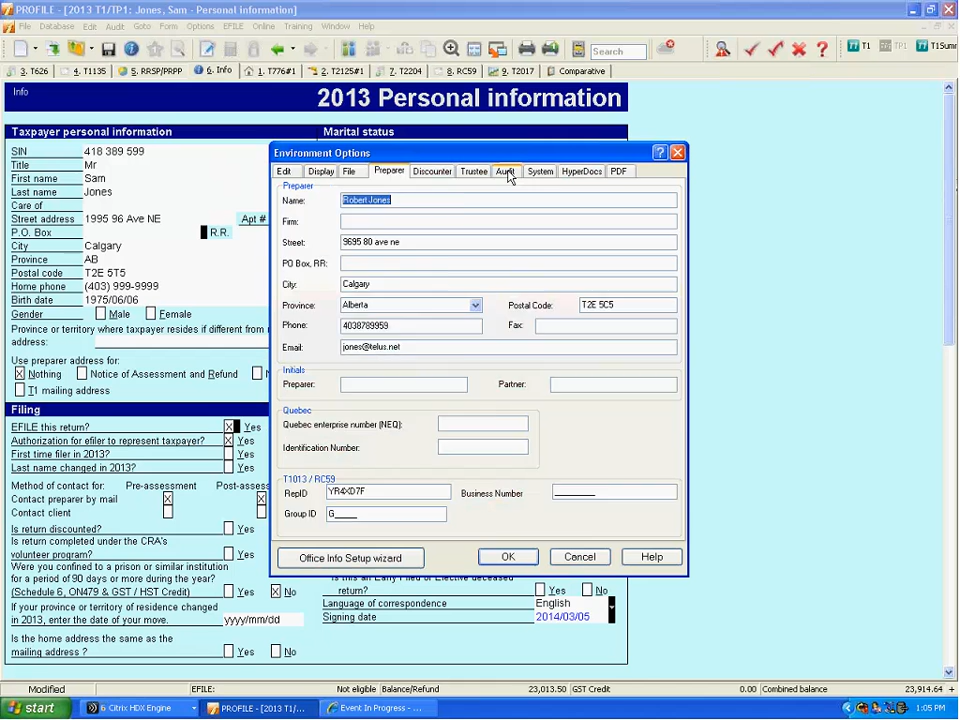 PROFILE - [2013 T1/TP1: Jones, Sam - Personal information]
File Database Edit Audit Goto Form Options EFILE Online Training Window Help
Search T1 TP1 T1Summ
3. T626 4. T1135 5. RRSP/PRPP 6. Info 1. T776#1 2. T2125#1 7. T2204 8. RC59 9. T2017 Comparative
Info
2013 Personal information
Taxpayer personal information Marital status
SIN 418 389 599
Title Mr
First name Sam
Last name Jones
Care of
Street address 1995 96 Ave NE Apt #
P.O. Box R.R.
City Calgary
Province AB
Postal code T2E 5T5
Home phone (403) 999-9999
Birth date 1975/06/06
Gender Male Female
Province or territory where taxpayer resides if different from m
address:
Use preparer address for:
X Nothing Notice of Assessment and Refund
T1 mailing address
Filing
EFILE this return? X Yes
Authorization for efiler to represent taxpayer? X Yes
First time filer in 2013? Yes
Last name changed in 2013? Yes
Method of contact for: Pre-assessment Post-asses
Contact preparer by mail X X
Contact client
Is return discounted? Yes
Is return completed under the CRA's
volunteer program? Yes
Were you confined to a prison or similar institution
for a period of 90 days or more during the year?
(Schedule 6, ON479 & GST / HST Credit) Yes X No
If your province or territory of residence changed
in 2013, enter the date of your move. yyyy/mm/dd
Is the home address the same as the
mailing address ? Yes No
Environment Options
Edit Display File Preparer Discounter Trustee Audit System HyperDocs PDF
Preparer
Name: Robert Jones
Firm:
Street: 9695 80 ave ne
PO Box, RR:
City: Calgary
Province: Alberta Postal Code: T2E 5C5
Phone: 4038789959 Fax:
Email: jones@telus.net
Initials
Preparer: Partner:
Quebec
Quebec enterprise number (NEQ):
Identification Number:
T1013 / RC59
RepID YR4XD7F Business Number _________
Group ID G_____
Office Info Setup wizard OK Cancel Help
Is this an Early Filed or Elective deceased
return? Yes No
Language of correspondence English
Signing date 2014/03/05
Modified EFILE: Not eligible Balance/Refund 23,013.50 GST Credit 0.00 Combined balance 23,914.64
start 6 Citrix HDX Engine PROFILE - [2013 T1/... Event In Progress - ... 1:05 PM